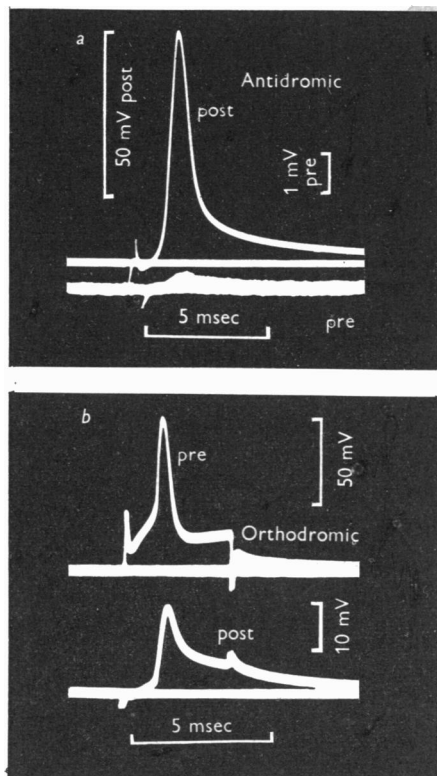 a
Antidromic
50 mV post
post
1 mV
pre
5 msec
pre
b
pre
50 mV
Orthodromic
post
10 mV
5 msec